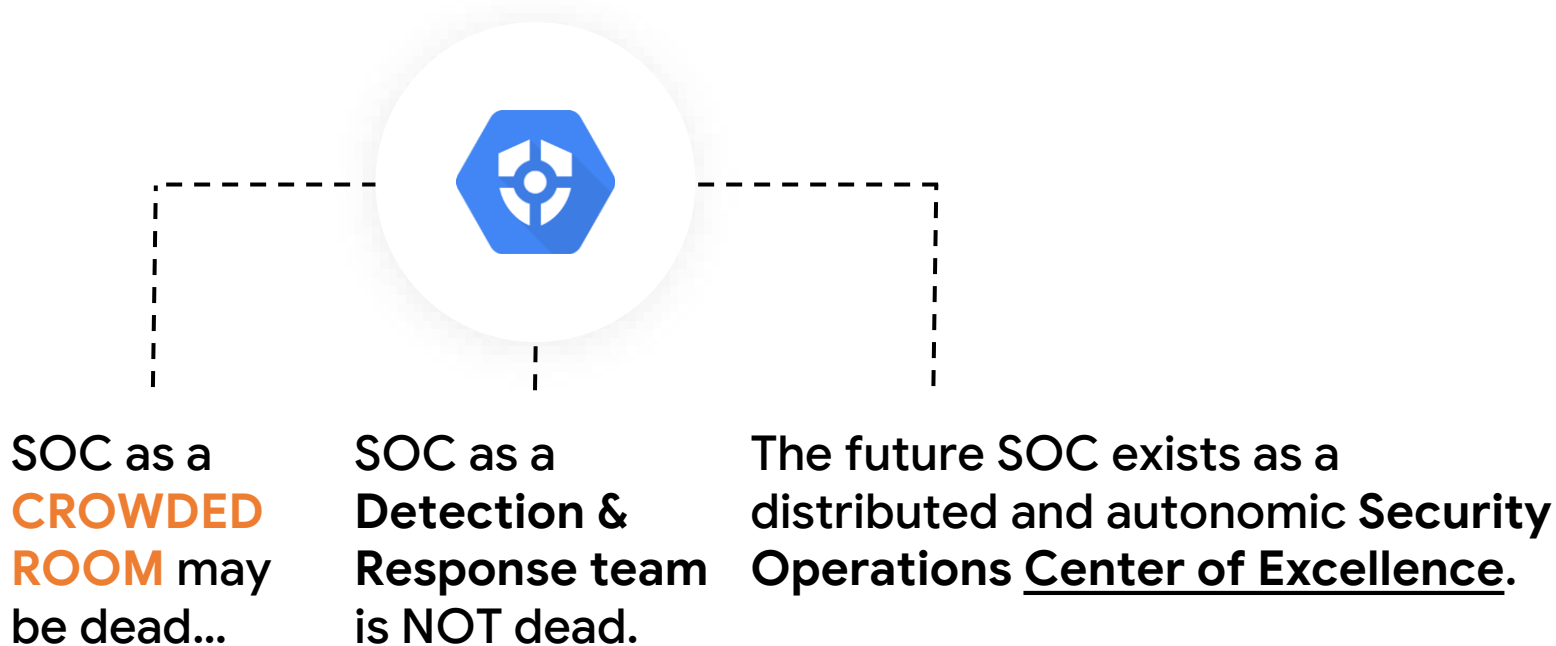 SOC as a
CROWDED
ROOM may
be dead...
SOC as a
Detection &
Response team
is NOT dead.
The future SOC exists as a
distributed and autonomic Security
Operations Center of Excellence.